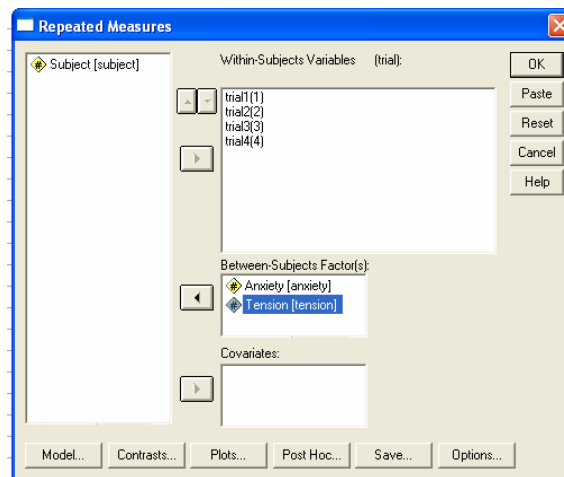 Repeated Measures
Subject [subject]
Within-Subjects Variables (trial):
trial1(1)
trial2(2)
trial3(3)
trial4(4)
OK
Paste
Reset
Cancel
Help
Between-Subjects Factor(s):
Anxiety [anxiety]
Tension [tension]
Covariates:
Model...
Contrasts...
Plots...
Post Hoc...
Save...
Options...